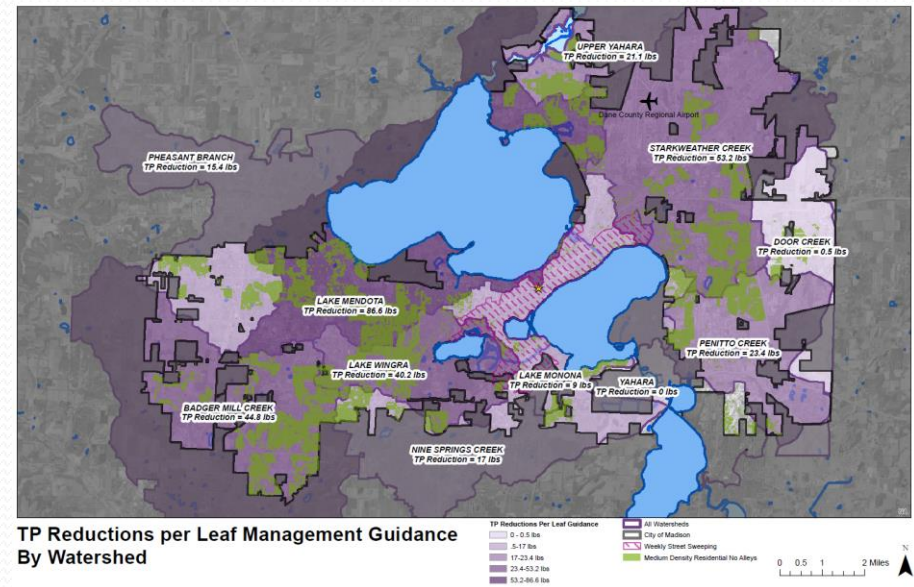 UPPER YAHARA
TP Reduction = 21.1 lbs
Dane County Regional Airport
PHEASANT BRANCH
TP Reduction = 15.4 lbs
STARKWEATHER CREEK
TP Reduction = 53.2 lbs
DOOR CREEK
TP Reduction = 0.5 lbs
LAKE MENDOTA
TP Reduction = 86.6 lbs
PENITTO CREEK
TP Reduction = 23.4 lbs
LAKE WINGRA
TP Reduction = 40.2 lbs
LAKE MONONA
TP Reduction = 9 lbs
YAHARA
TP Reduction = 0 lbs
BADGER MILL CREEK
TP Reduction = 44.8 lbs
NINE SPRINGS CREEK
TP Reduction = 17 lbs
TP Reductions per Leaf Management Guidance
By Watershed
TP Reductions Per Leaf Guidance
0 - 0.5 lbs
.5-17 lbs
17-23.4 lbs
23.4-53.2 lbs
53.2-86.6 lbs
All Watersheds
City of Madison
Weekly Street Sweeping
Medium Density Residential No Alleys
0 0.5 1 2 Miles
N